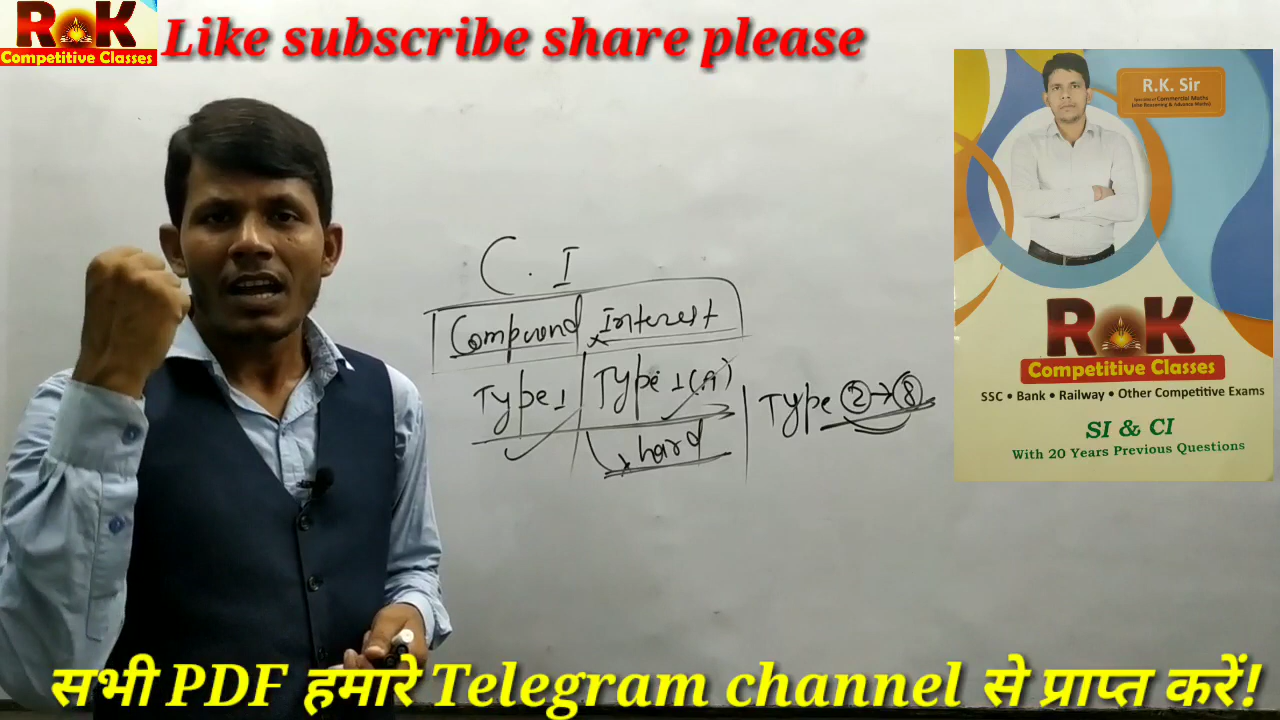 RK
Competitive Classes
Like subscribe share please
R.K. Sir
C.I
Compound Interest
Type 1
Type 1(A)
Type 2→8
hard
RK
Competitive Classes
SSC • Bank • Railway • Other Competitive Exams
SI & CI
With 20 Years Previous Questions
सभी PDF हमारे Telegram channel से प्राप्त करें!